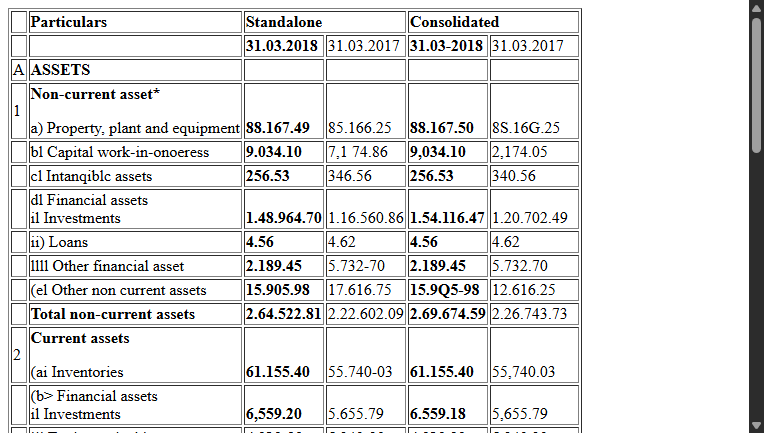 Particulars Standalone Consolidated
31.03.2018 31.03.2017 31.03-2018 31.03.2017
A ASSETS
Non-current asset*
1
a) Property, plant and equipment 88.167.49 85.166.25 88.167.50 8S.16G.25
bl Capital work-in-onoeress 9.034.10 7,1 74.86 9,034.10 2,174.05
cl Intanqiblc assets 256.53 346.56 256.53 340.56
dl Financial assets
il Investments 1.48.964.70 1.16.560.86 1.54.116.47 1.20.702.49
ii) Loans 4.56 4.62 4.56 4.62
llll Other financial asset 2.189.45 5.732-70 2.189.45 5.732.70
(el Other non current assets 15.905.98 17.616.75 15.9Q5-98 12.616.25
Total non-current assets 2.64.522.81 2.22.602.09 2.69.674.59 2.26.743.73
Current assets
2
(ai Inventories 61.155.40 55.740-03 61.155.40 55,740.03
(b> Financial assets
il Investments 6,559.20 5.655.79 6.559.18 5,655.79